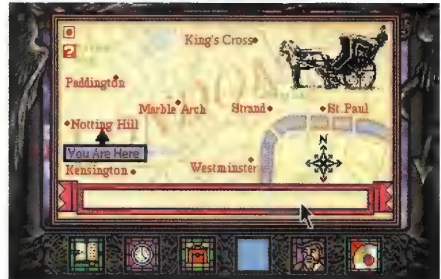 King's Cross
?
Paddington
Marble Arch
Strand
St.Paul
Notting Hill
N
You Are Here
Kensington
Westminster